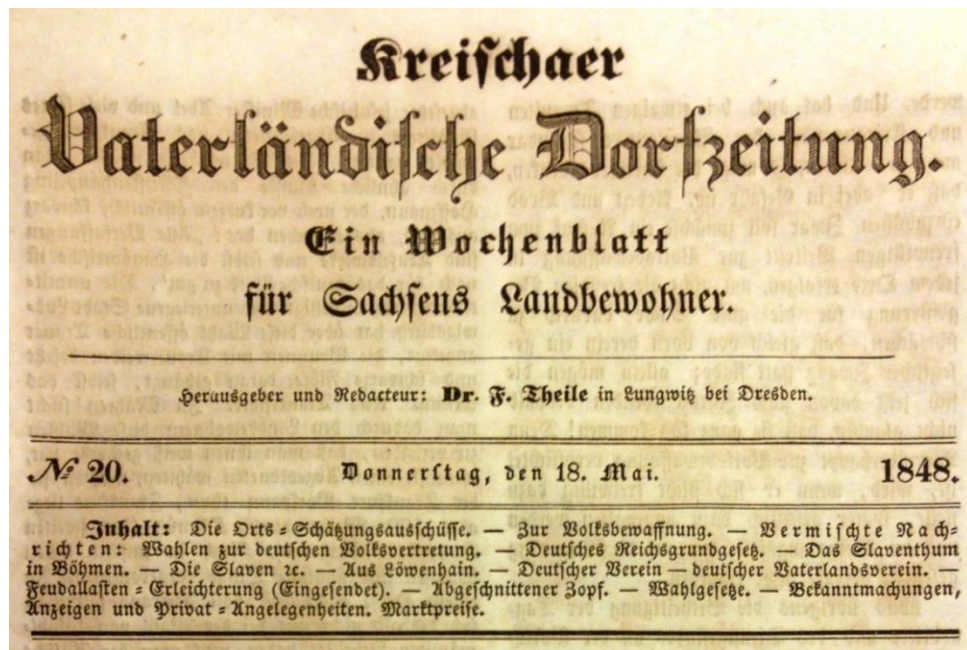 Kreiſchaer
Vaterländiſche Dorfzeitung.
Ein Wochenblatt
für Sachſens Landbewohner.
Herausgeber und Redacteur: Dr. F. Theile in Lungwitz bei Dresden.
№ 20. Donnerſtag, den 18. Mai. 1848.
Inhalt: Die Orts=Schätzungsausſchüſſe. — Zur Volksbewaffnung. — Vermiſchte Nach-
richten: Wahlen zur deutſchen Volksvertretung. — Deutſches Reichsgrundgeſetz. — Das Slaventhum
in Böhmen. — Die Slaven ꝛc. — Aus Löwenhain. — Deutſcher Verein — deutſcher Vaterlandsverein. —
Feudallaſten=Erleichterung (Eingeſendet). — Abgeſchnittener Zopf. — Wahlgeſetze. — Bekanntmachungen,
Anzeigen und Privat=Angelegenheiten. Marktpreiſe.